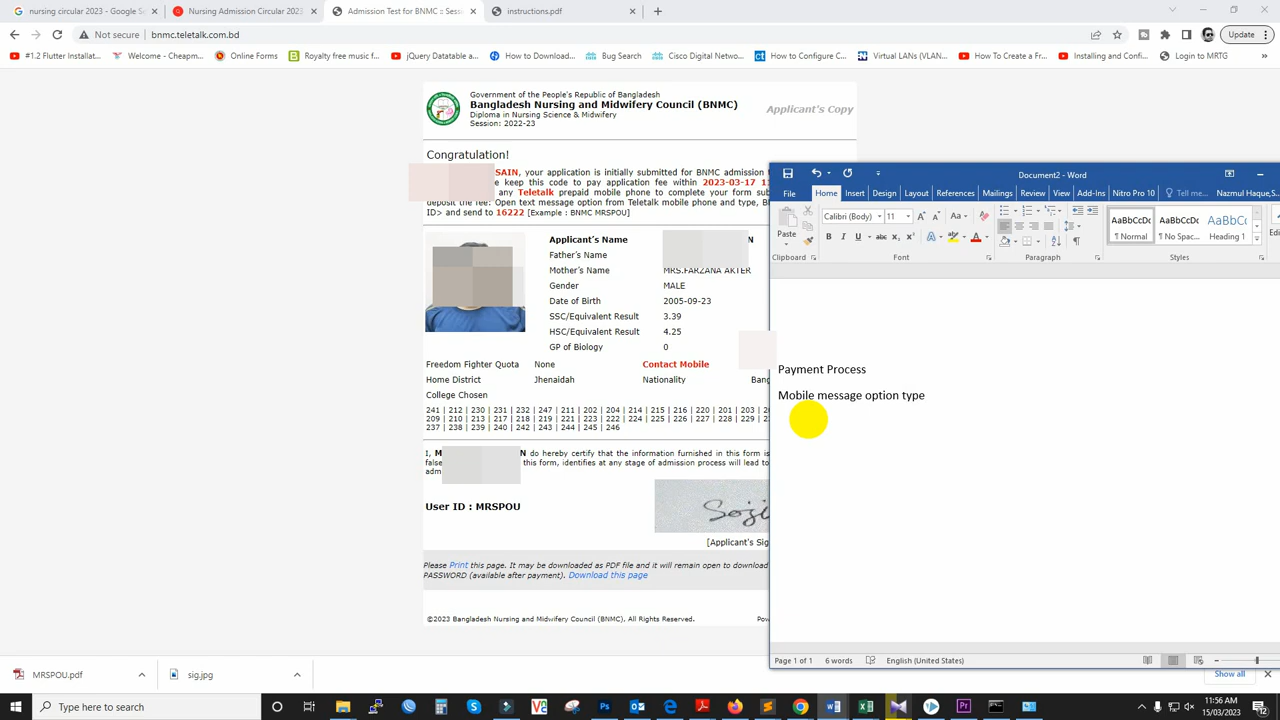 nursing circular 2023 - Google Se
Nursing Admission Circular 2023
Admission Test for BNMC :: Sess
instructions.pdf
Not secure | bnmc.teletalk.com.bd
Update
#1.2 Flutter Installat...
Welcome - Cheapm...
Online Forms
Royalty free music f...
jQuery Datatable c...
How to Download...
Bug Search
Cisco Digital Netwo...
How To Configure C...
Virtual LANs (VLAN...
How To Create a Fr...
Installing and Confi...
Login to MRTG
Government of the People's Republic of Bangladesh
Bangladesh Nursing and Midwifery Council (BNMC)
Diploma in Nursing Science & Midwifery
Session: 2022-23
Applicant's Copy
Congratulation!
SAIN, your application is initially submitted for BNMC admission
keep this code to pay application fee within 2023-03-17 1
any Teletalk prepaid mobile phone to complete your form sub
deposit the fee: Open text message option from Teletalk mobile phone and type, B
ID> and send to 16222 [Example : BNMC MRSPOU]
Applicant's Name N
Father's Name
Mother's Name MRS.FARZANA AKTER
Gender MALE
Date of Birth 2005-09-23
SSC/Equivalent Result 3.39
HSC/Equivalent Result 4.25
GP of Biology 0
Freedom Fighter Quota None Contact Mobile
Home District Jhenaidah Nationality Bang
College Chosen
241 | 212 | 230 | 231 | 232 | 247 | 211 | 202 | 204 | 214 | 215 | 216 | 220 | 201 | 203 |
209 | 210 | 213 | 217 | 218 | 219 | 221 | 223 | 222 | 224 | 225 | 226 | 227 | 228 | 229 |
237 | 238 | 239 | 240 | 242 | 243 | 244 | 245 | 246
I, M N do hereby certify that the information furnished in this form is
false this form, identifies at any stage of admission process will lead to
adm
User ID : MRSPOU
[Applicant's Sig
Please Print this page. It may be downloaded as PDF file and it will remain open to download
PASSWORD (available after payment). Download this page
©2023 Bangladesh Nursing and Midwifery Council (BNMC), All Rights Reserved. Pow
Document2 - Word
File Home Insert Design Layout References Mailings Review View Add-Ins Nitro Pro 10 Tell me... Nazmul Haque,S...
Paste
Calibri (Body) 11
AaBbCcDc AaBbCcDc AaBbC
¶ Normal ¶ No Spac... Heading 1
Edi
Clipboard Font Paragraph Styles
Payment Process
Mobile message option type
Page 1 of 1 6 words English (United States)
MRSPOU.pdf
sig.jpg
Show all
Type here to search
11:56 AM
15/03/2023